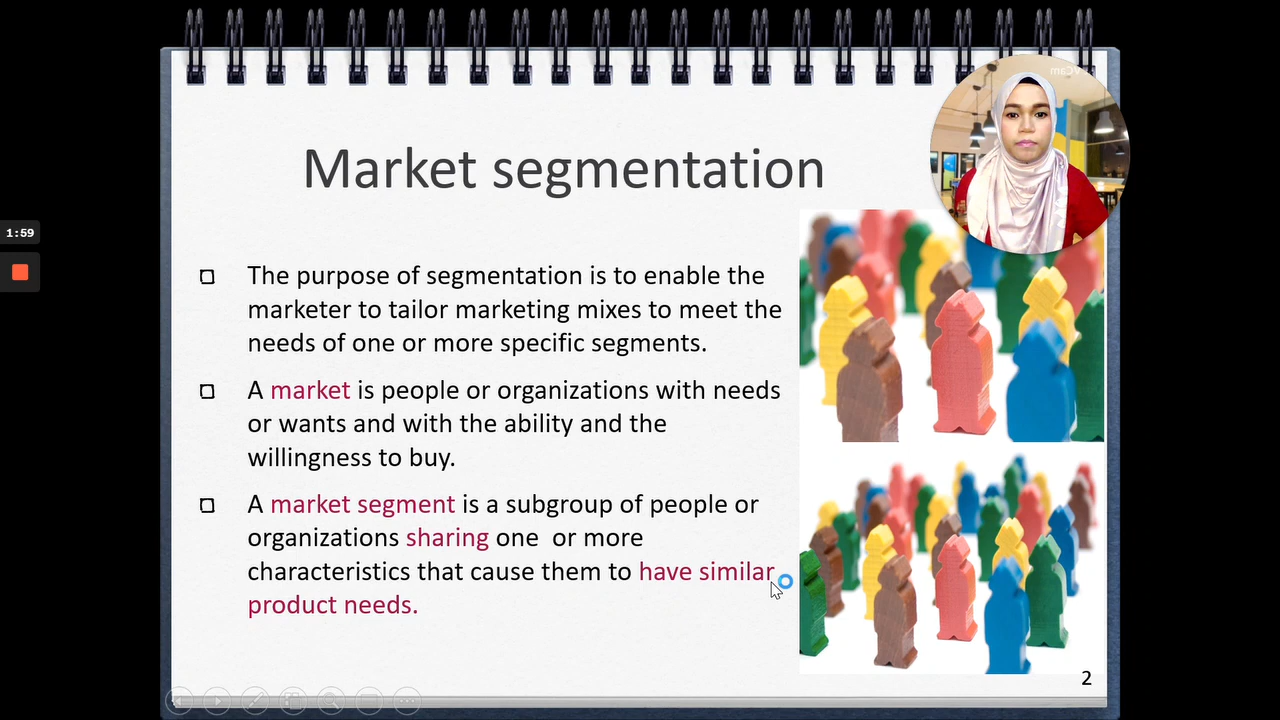 Market segmentation
1:59
The purpose of segmentation is to enable the
marketer to tailor marketing mixes to meet the
needs of one or more specific segments.
A market is people or organizations with needs
or wants and with the ability and the
willingness to buy.
A market segment is a subgroup of people or
organizations sharing one or more
characteristics that cause them to have similar
product needs.
2